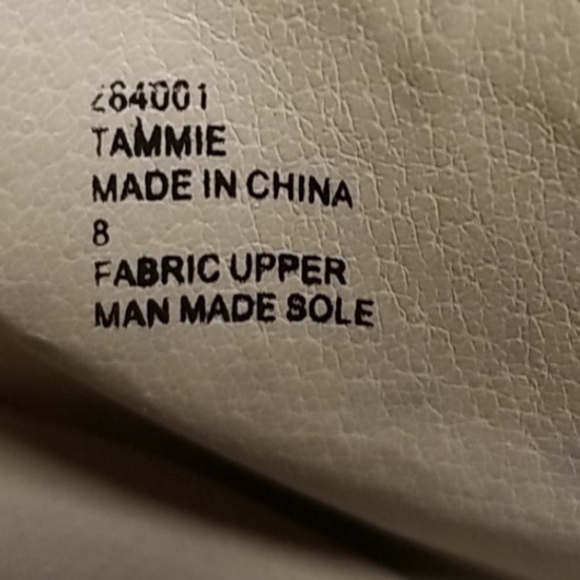 264001
TAMMIE
MADE IN CHINA
8
FABRIC UPPER
MAN MADE SOLE